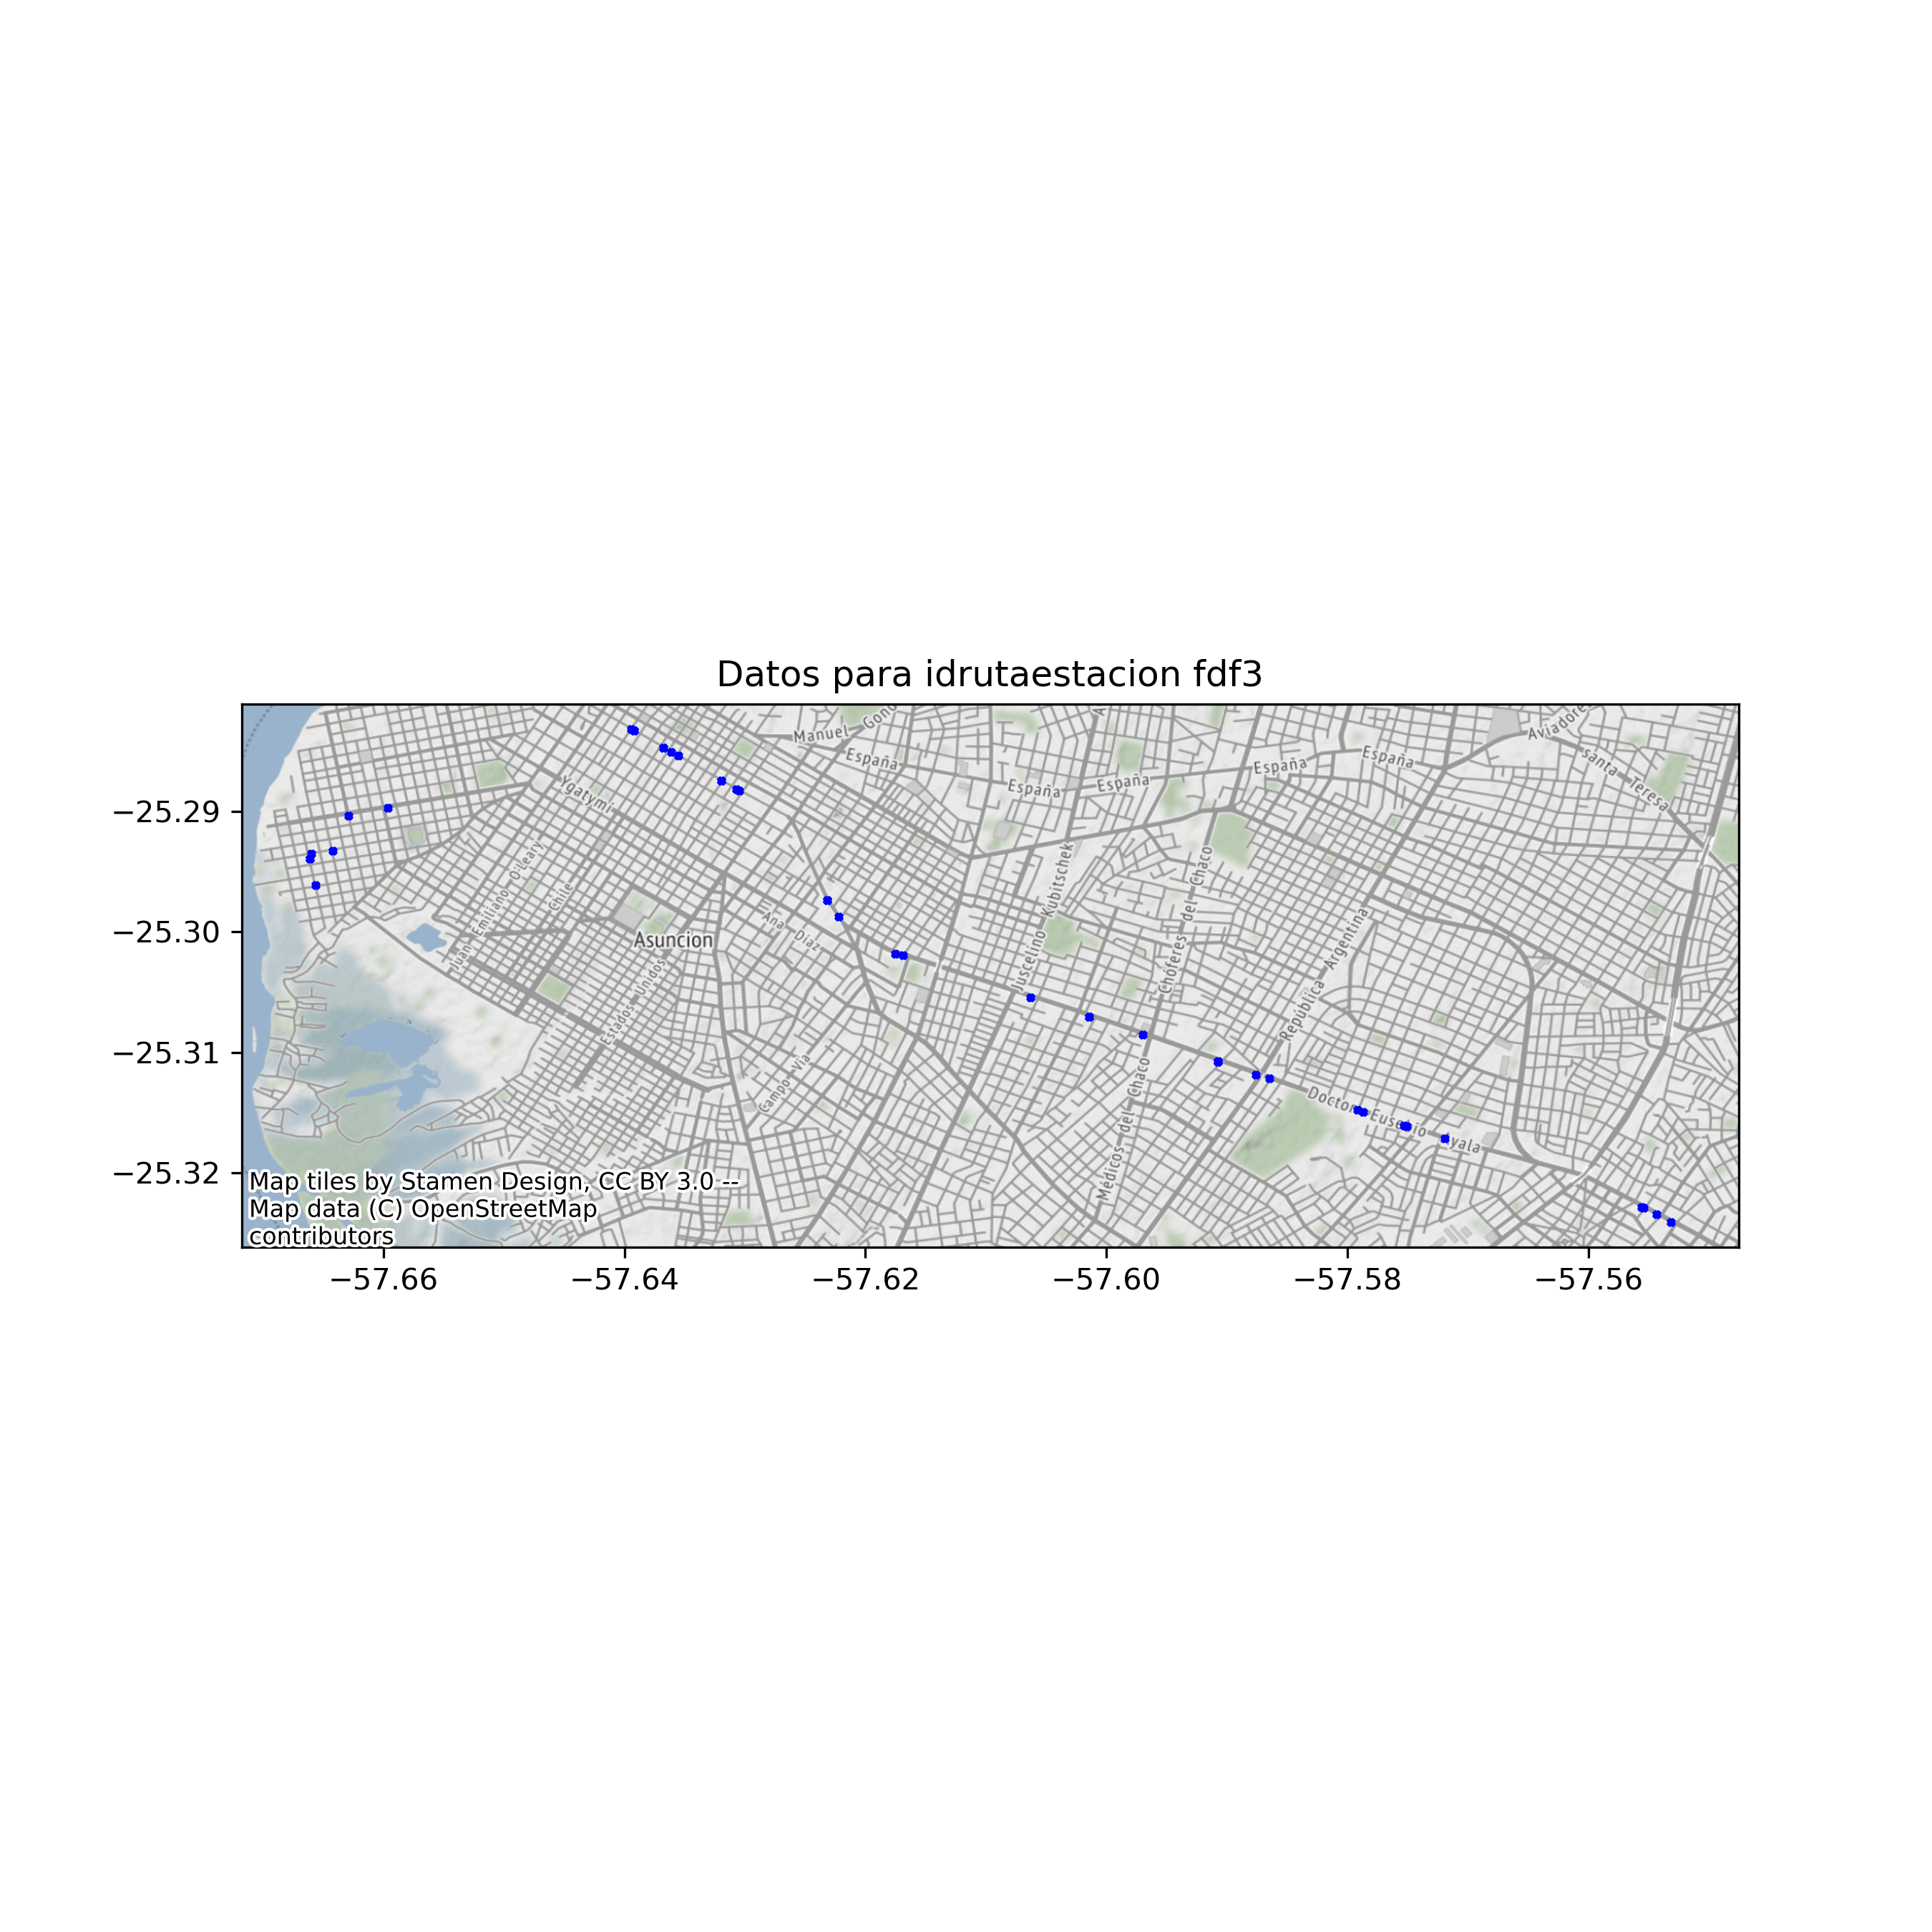 Datos para idrutaestacion fdf3
Manuel Gond
España
España
España
España
España
Aviadore
Santa Teresa
A
−25.29
−25.30
−25.31
−25.32
Ygatymi
Juan Emiliano O'Leary
Chile
Asuncion
Estados Unidos
Ana Díaz
Campo Vía
Juscelino Kubitschek
Choferes del Chaco
Médicos del Chaco
República Argentina
Doctor Eusebio Ayala
Map tiles by Stamen Design, CC BY 3.0 --
Map data (C) OpenStreetMap
contributors
−57.66
−57.64
−57.62
−57.60
−57.58
−57.56